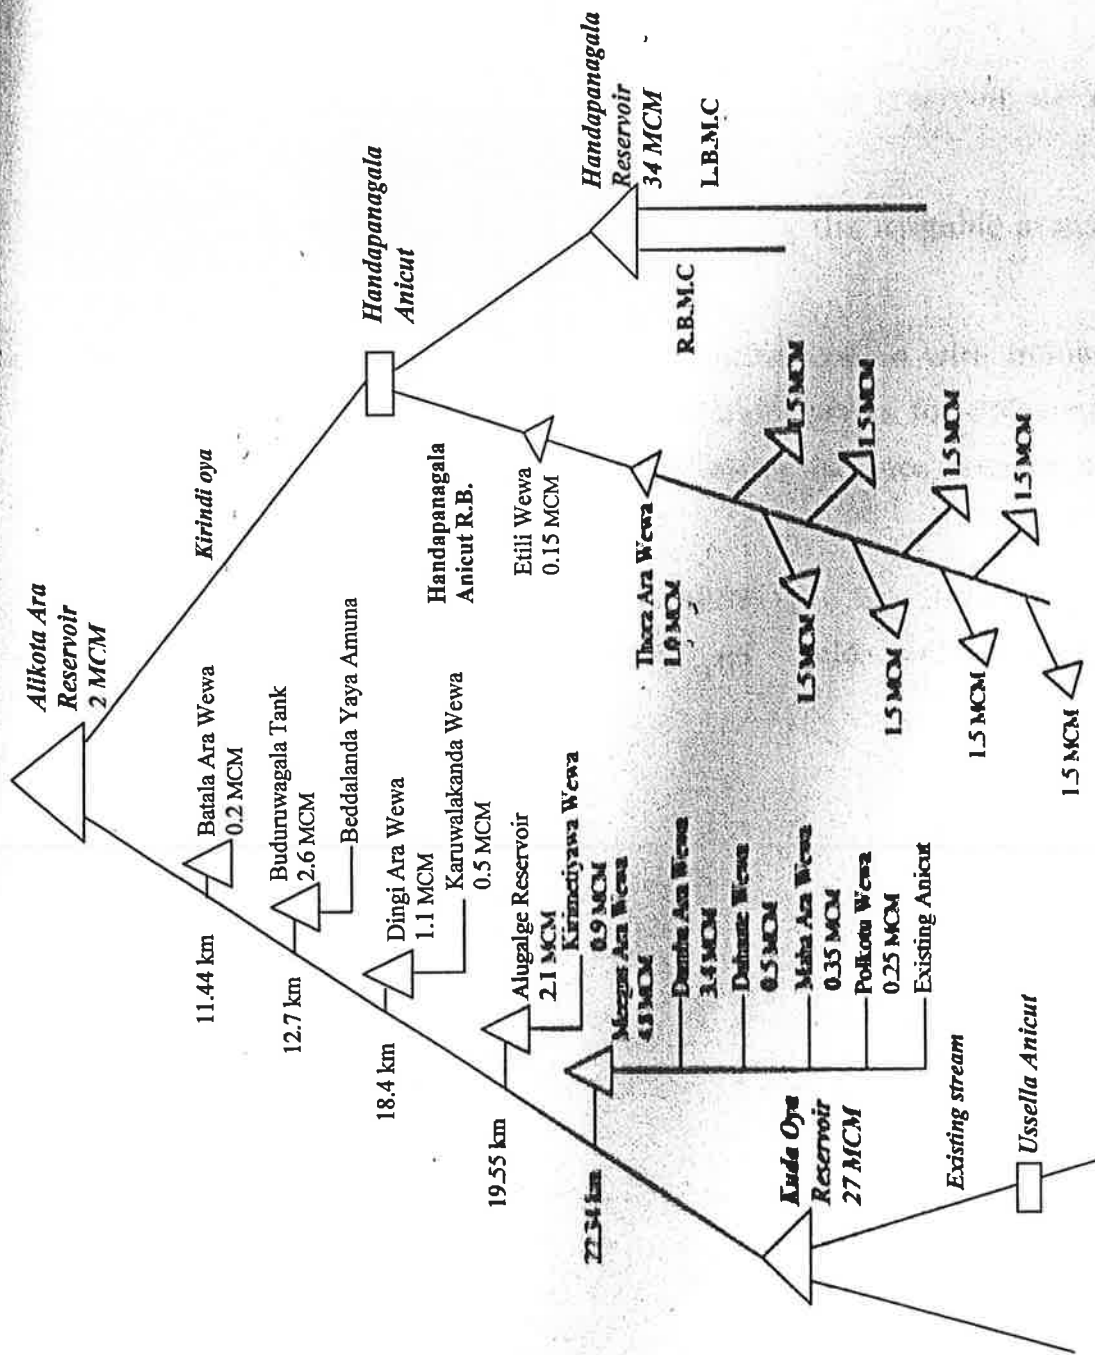 Alikota Ara
Reservoir
2 MCM
Kirindi oya
Handapanagala
Anicut
Handapanagala
Reservoir
34 MCM
L.B.M.C
R.B.M.C
Handapanagala
Anicut R.B.
Etili Wewa
0.15 MCM
Wewa
1.0 MCM
1.5 MCM
1.5 MCM
1.5 MCM
1.5 MCM
1.5 MCM
1.5 MCM
1.5 MCM
1.5 MCM
11.44 km
Batala Ara Wewa
0.2 MCM
12.7 km
Buduruwagala Tank
2.6 MCM
Beddalanda Yaya Amuna
18.4 km
Dingi Ara Wewa
1.1 MCM
Karuwalakanda Wewa
0.5 MCM
19.55 km
Alugalge Reservoir
2.1 MCM
Wewa
0.9 MCM
22.34 km
Ara Wewa
MCM
Ara Wewa
3.4 MCM
Wewa
0.5 MCM
Maha Ara Wewa
0.35 MCM
Polkotu Wewa
0.25 MCM
Existing Anicut
Kuda Oya
Reservoir
27 MCM
Existing stream
Ussella Anicut